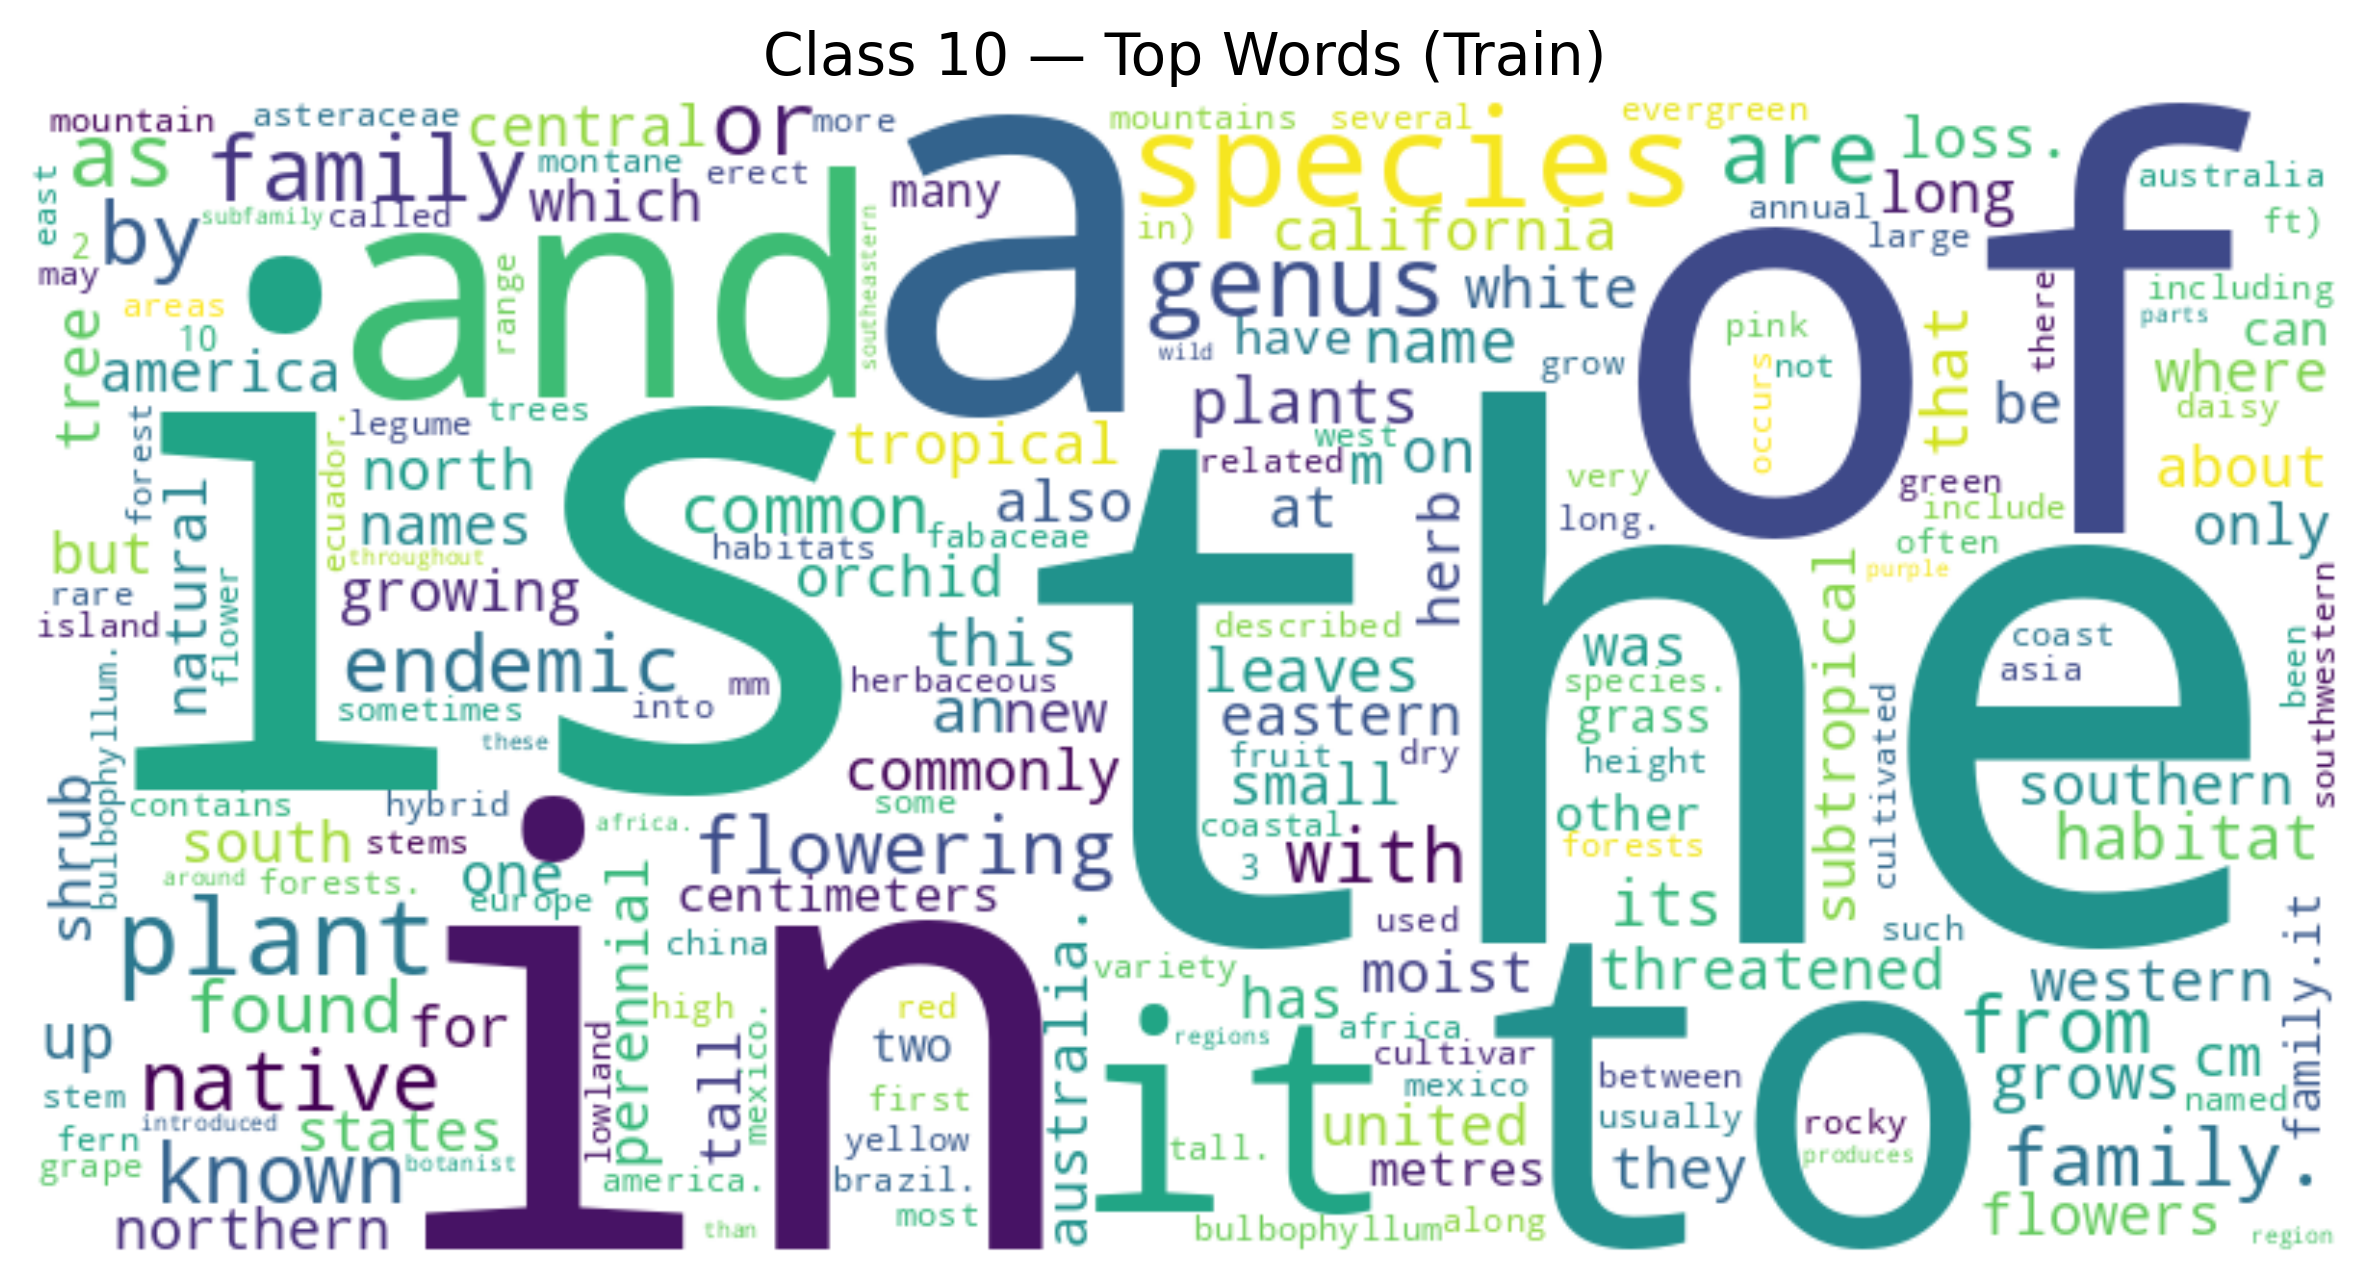 Class 10 — Top Words (Train)
mountain asteraceae central or more a mountains several evergreen of
as family montane which erect many species are loss. long australia
east by subfamily called southeastern in) california annual large ft)
2 may areas 10 and range genus white there including parts
tree america have name wild grow pink occurs not that be can where daisy
forest legume trees plants west related m on very long. green about
natural ecuador. north is tropical also at herb include often only
names common habitats fabaceae orchid the purple
but throughout growing rare island flower
endemic this described leaves was subtropical coast asia been southwestern
sometimes into mm herbaceous an new eastern species. grass cultivated
these commonly fruit dry small height southern
bulbophyllum. shrub contains hybrid some coastal other habitat
south stems in africa. flowering 3 with forests
around forests. one europe centimeters its
plant perennial china australia. used such family.it
found for high red variety has moist threatened western
up native lowland tall mexico. two it regions africa to from cm
stem introduced states first cultivar mexico between grows named
fern grape known botanist yellow united usually rocky produces family.
america. brazil. tall. metres they
northern than most bulbophyllum along flowers region